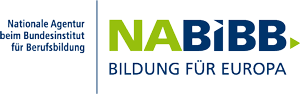 Nationale Agentur
beim Bundesinstitut
für Berufsbildung
NABiBB
BILDUNG FÜR EUROPA